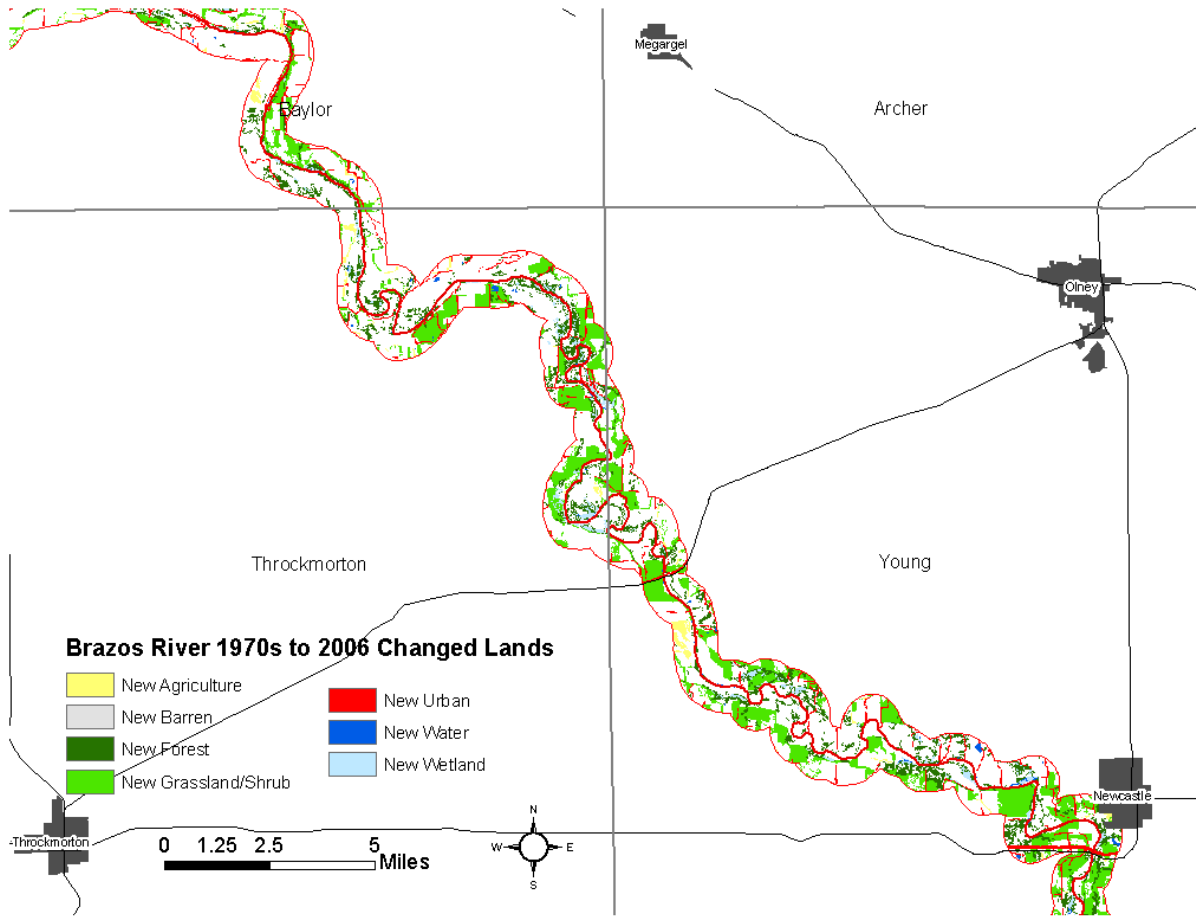 Megargel
Baylor
Archer
Olney
Throckmorton
Young
Brazos River 1970s to 2006 Changed Lands
New Agriculture
New Barren
New Forest
New Grassland/Shrub
New Urban
New Water
New Wetland
Newcastle
Throckmorton
0 1.25 2.5 5
Miles
N
W E
S